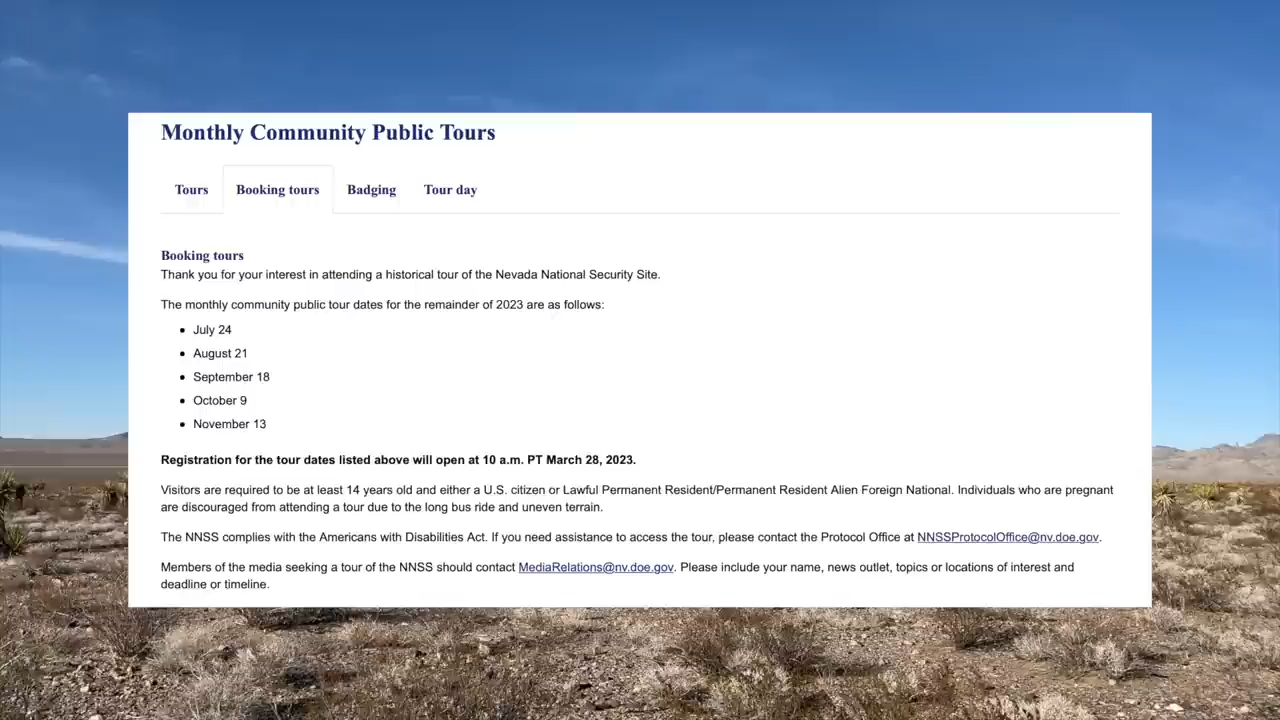 Monthly Community Public Tours
Tours
Booking tours
Badging
Tour day
Booking tours
Thank you for your interest in attending a historical tour of the Nevada National Security Site.
The monthly community public tour dates for the remainder of 2023 are as follows:
July 24
August 21
September 18
October 9
November 13
Registration for the tour dates listed above will open at 10 a.m. PT March 28, 2023.
Visitors are required to be at least 14 years old and either a U.S. citizen or Lawful Permanent Resident/Permanent Resident Alien Foreign National. Individuals who are pregnant
are discouraged from attending a tour due to the long bus ride and uneven terrain.
The NNSS complies with the Americans with Disabilities Act. If you need assistance to access the tour, please contact the Protocol Office at NNSSProtocolOffice@nv.doe.gov.
Members of the media seeking a tour of the NNSS should contact MediaRelations@nv.doe.gov. Please include your name, news outlet, topics or locations of interest and
deadline or timeline.